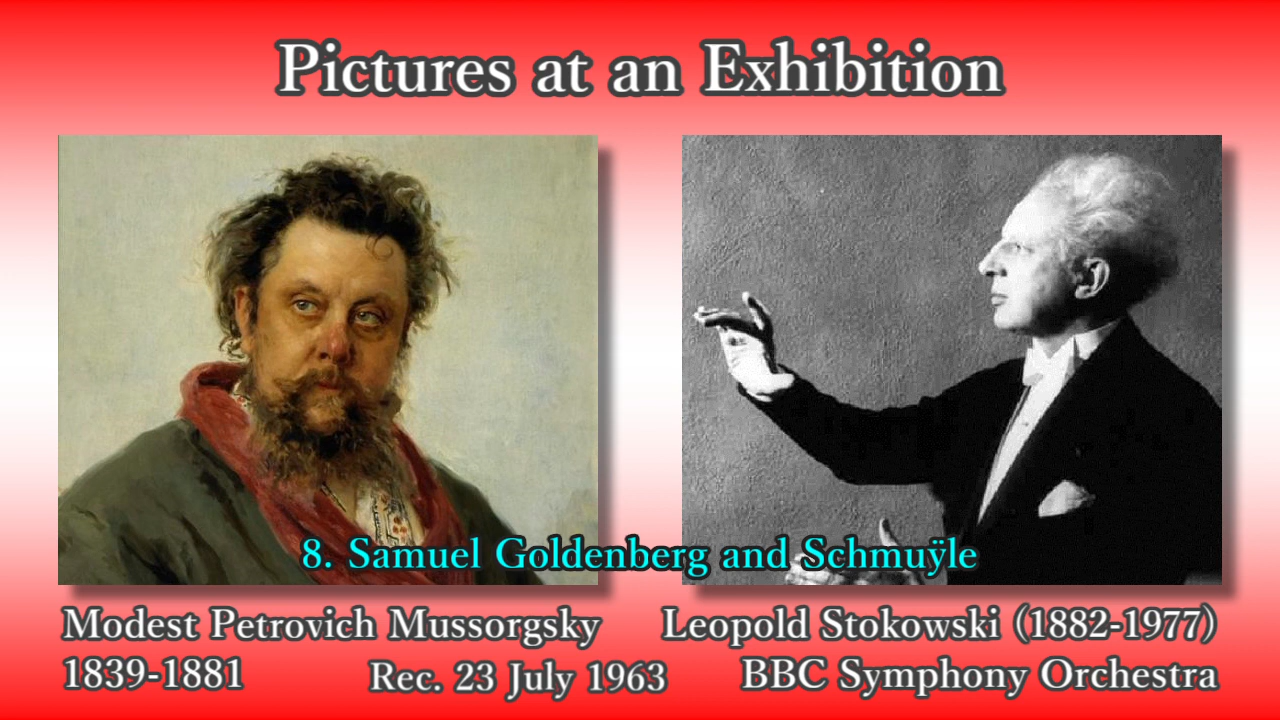 Pictures at an Exhibition
8. Samuel Goldenberg and Schmuÿle
Modest Petrovich Mussorgsky
1839-1881
Rec. 23 July 1963
Leopold Stokowski (1882-1977)
BBC Symphony Orchestra